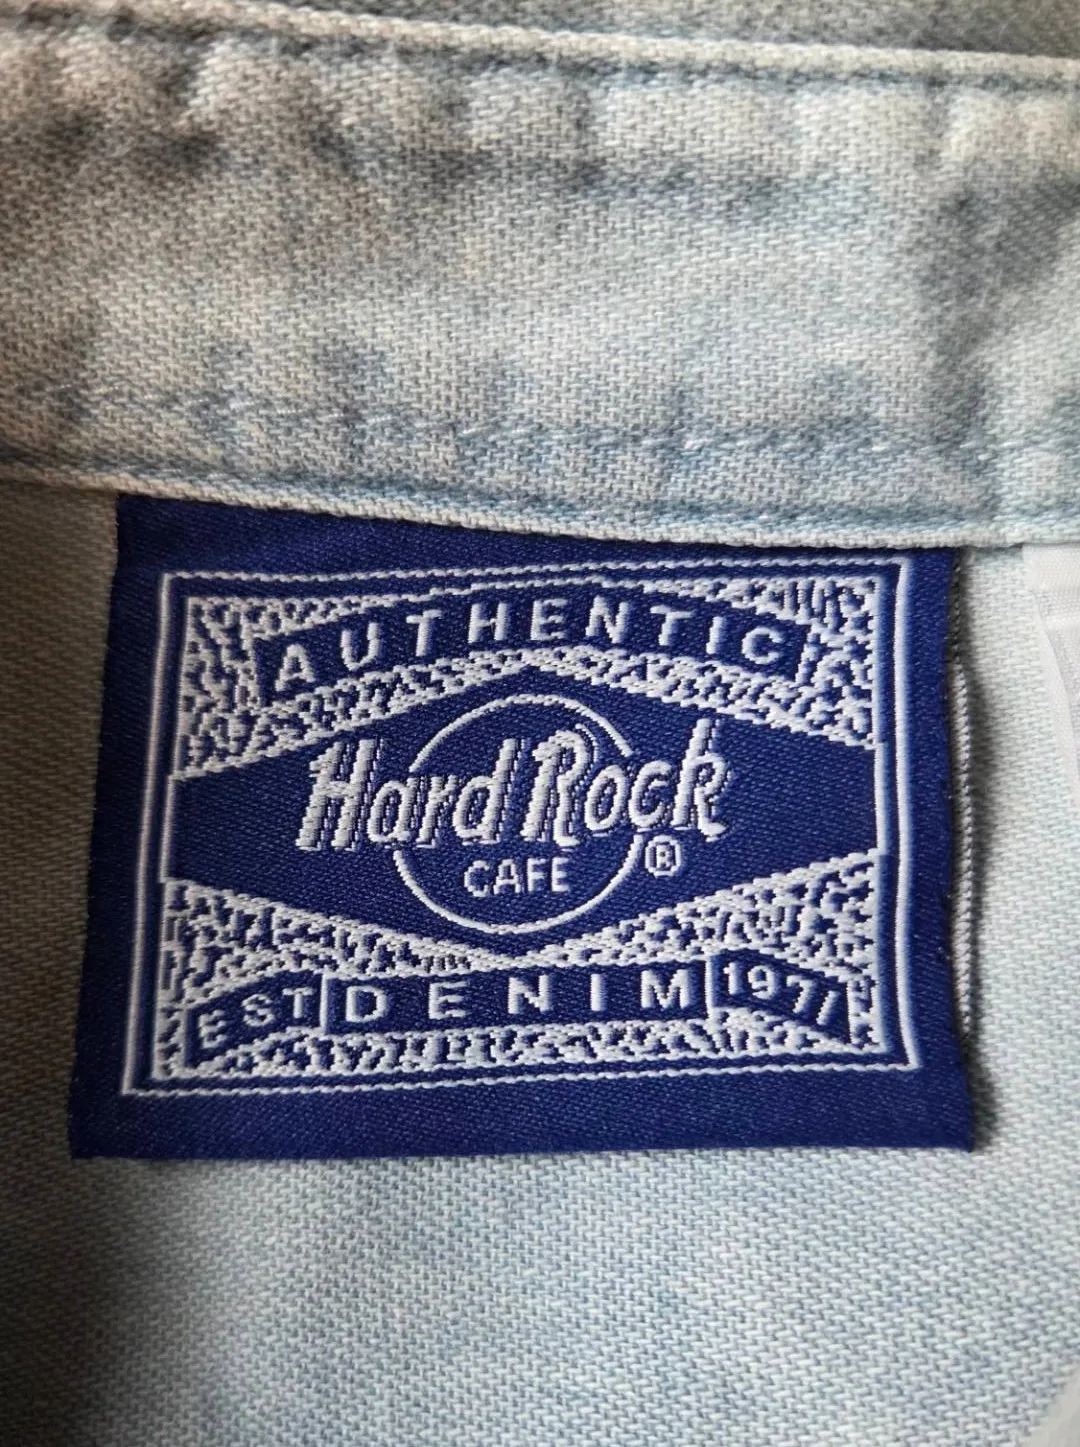 AUTHENTIC
Hard Rock
CAFE ®
EST DENIM 1971